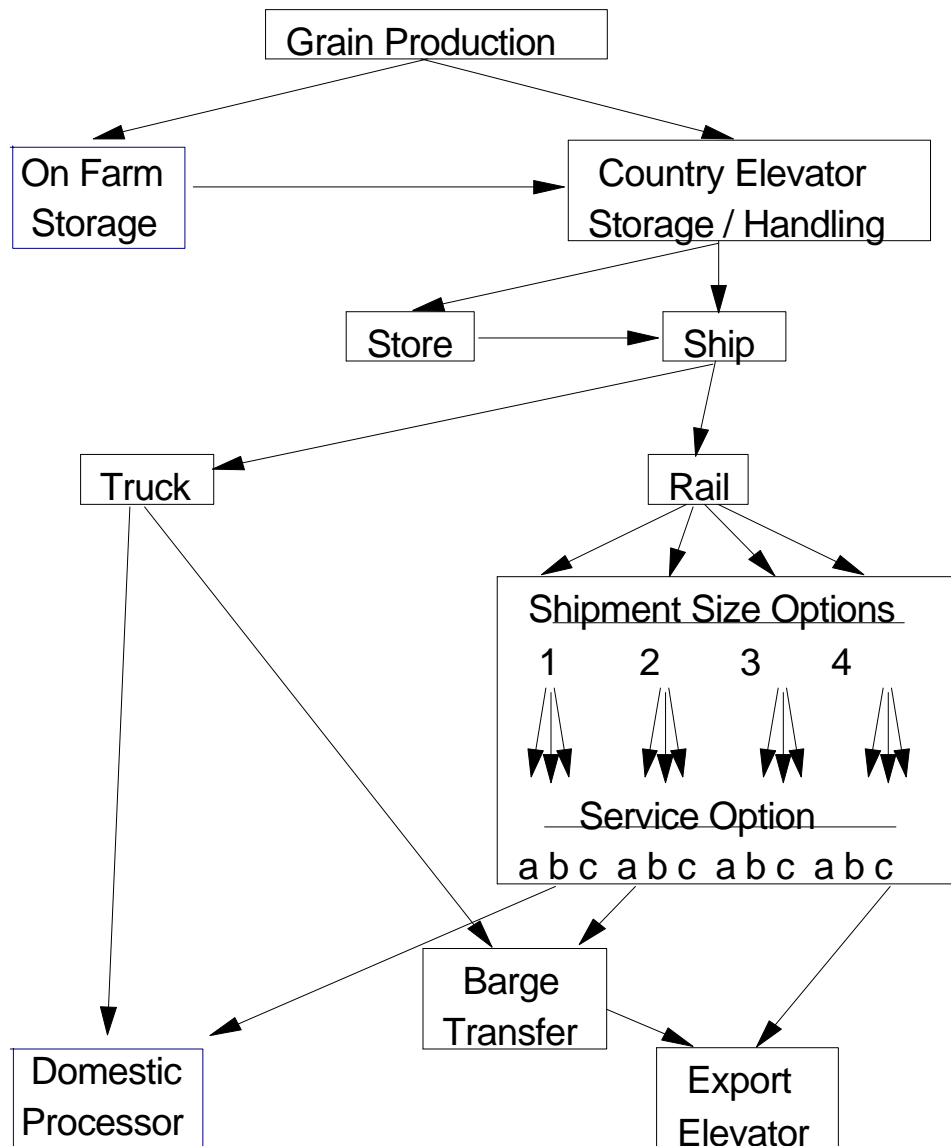 Grain Production
On Farm
Storage
Country Elevator
Storage / Handling
Store
Ship
Truck
Rail
Shipment Size Options
1 2 3 4
Service Option
a b c a b c a b c a b c
Barge
Transfer
Domestic
Processor
Export
Elevator